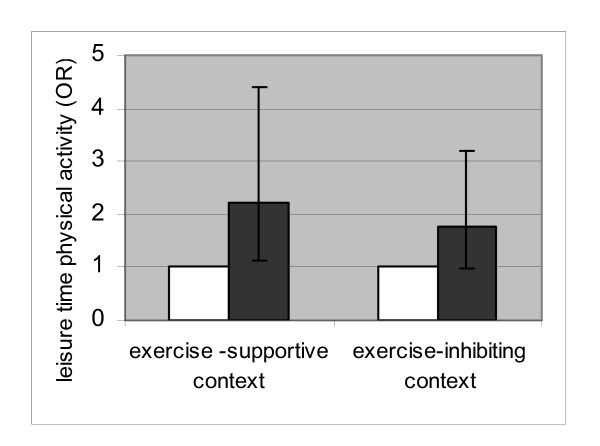 leisure time physical activity (OR)
5
4
3
2
1
0
exercise -supportive
context
exercise-inhibiting
context